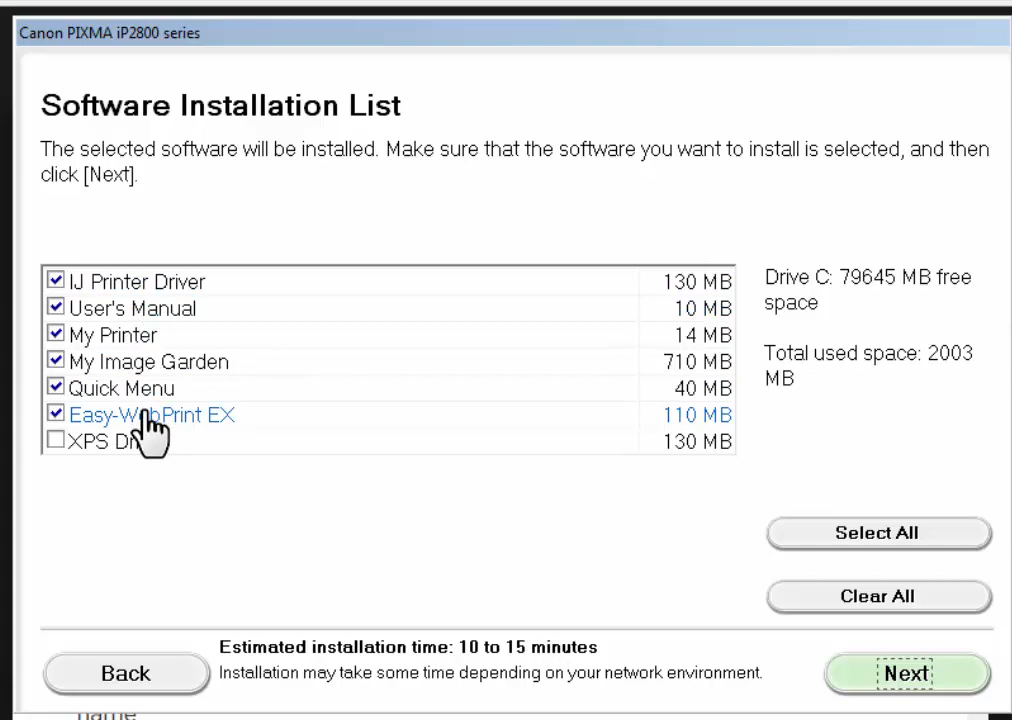 Canon PIXMA iP2800 series
Software Installation List
The selected software will be installed. Make sure that the software you want to install is selected, and then
click [Next].
IJ Printer Driver 130 MB
User's Manual 10 MB
My Printer 14 MB
My Image Garden 710 MB
Quick Menu 40 MB
Easy-WebPrint EX 110 MB
XPS 130 MB
Drive C: 79645 MB free
space
Total used space: 2003
MB
Select All
Clear All
Estimated installation time: 10 to 15 minutes
Installation may take some time depending on your network environment.
Back
Next
name